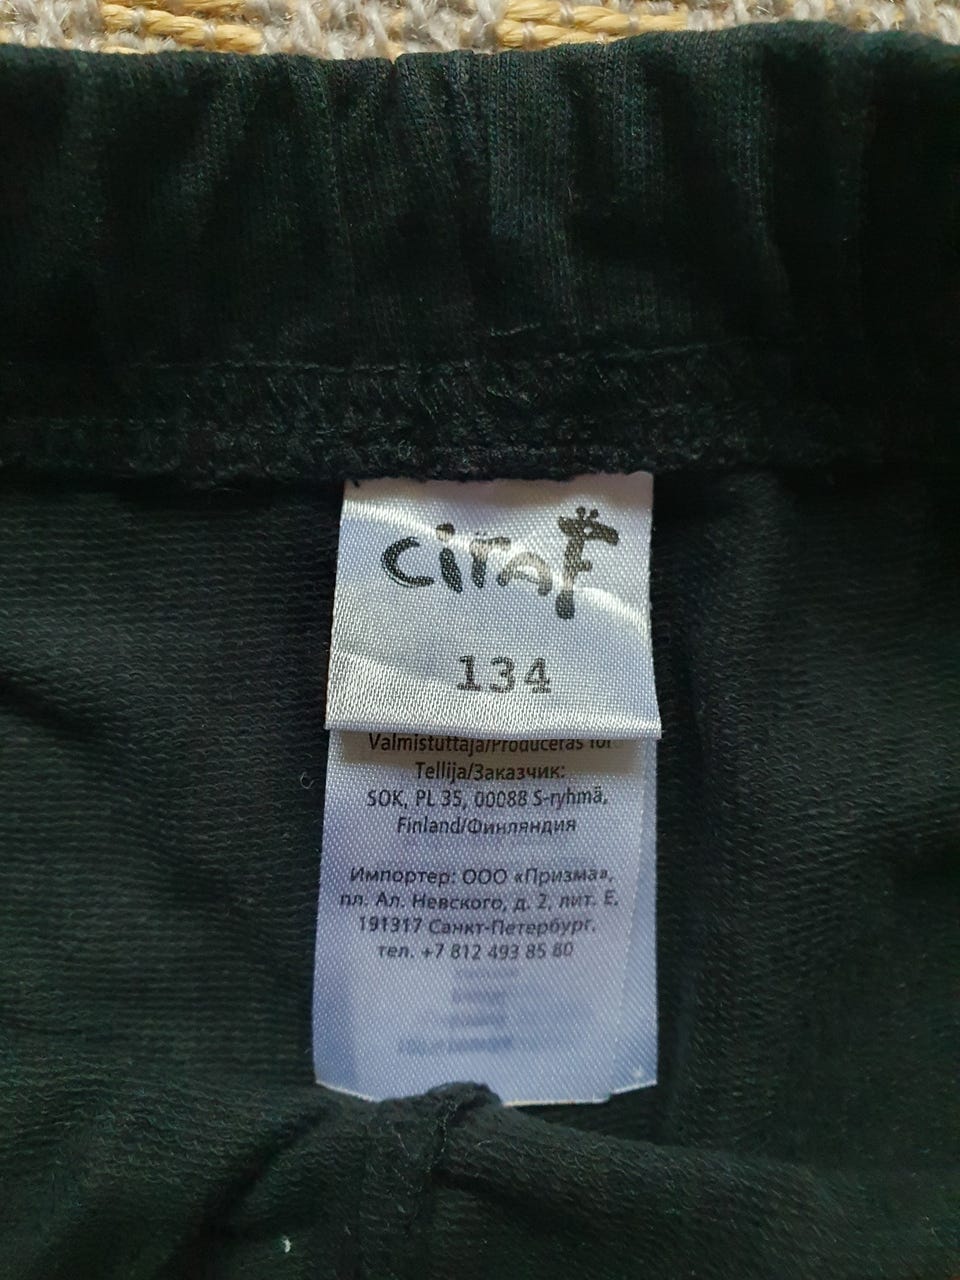 ciraf
134
Valmistuttaja/Produceras för
Tellija/Заказчик:
SOK, PL 35, 00088 S-ryhmä,
Finland/Финляндия
Импортер: ООО «Призма»,
пл. Ал. Невского, д. 2, лит. Е,
191317 Санкт-Петербург,
тел. +7 812 493 85 80